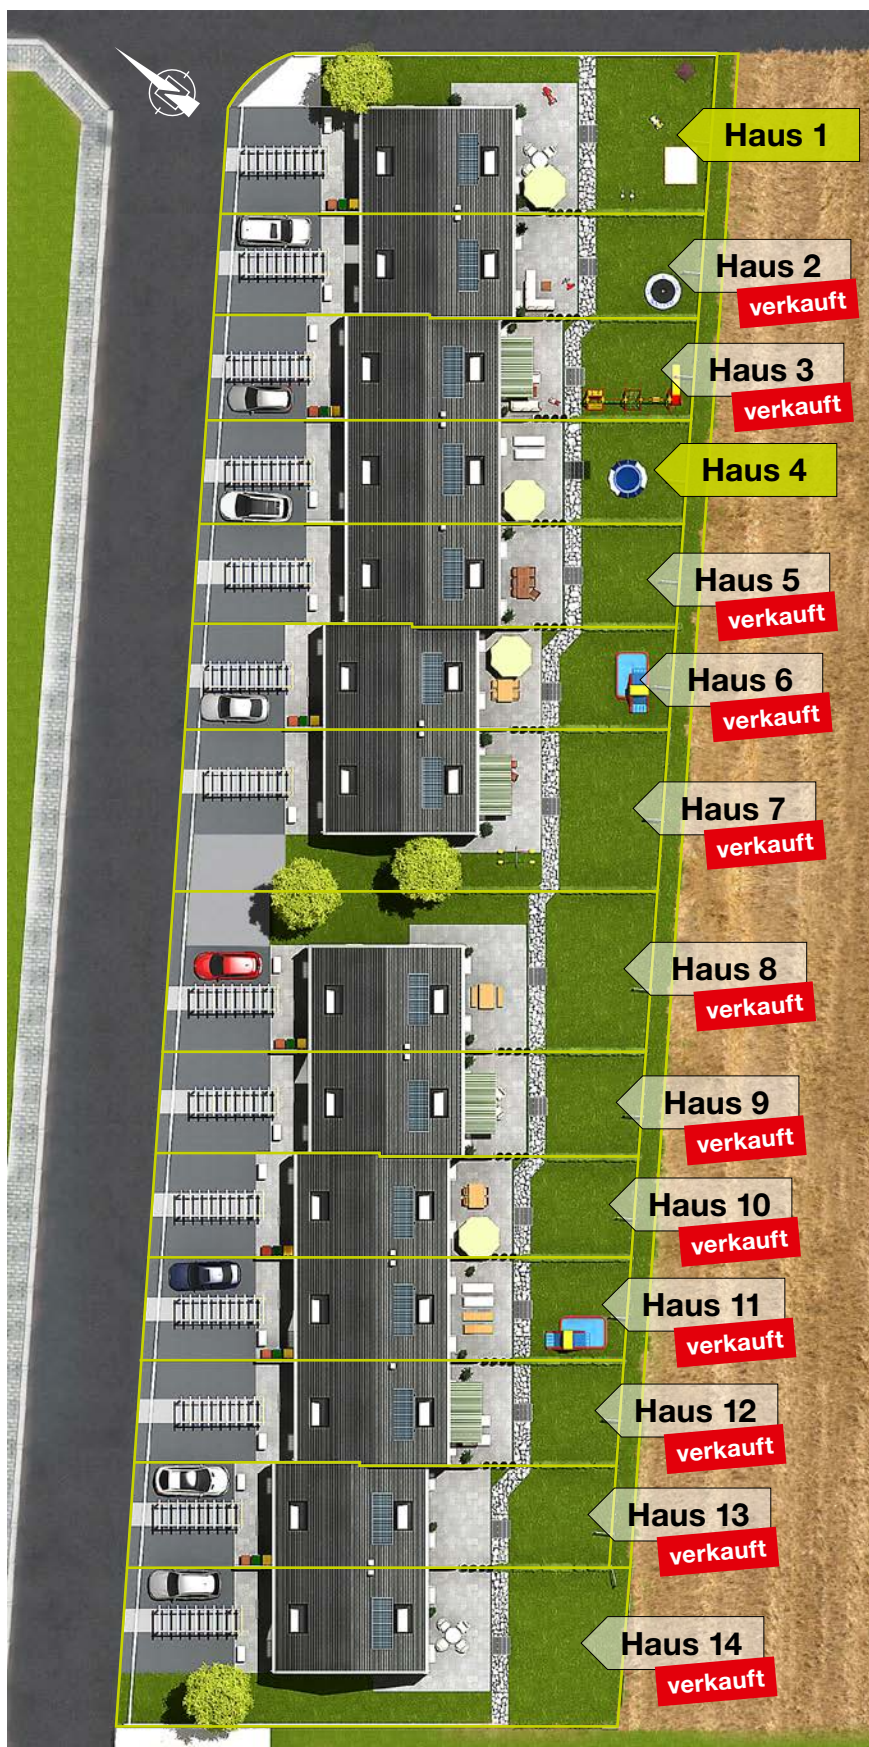 N
Haus 1
Haus 2
verkauft
Haus 3
verkauft
Haus 4
Haus 5
verkauft
Haus 6
verkauft
Haus 7
verkauft
Haus 8
verkauft
Haus 9
verkauft
Haus 10
verkauft
Haus 11
verkauft
Haus 12
verkauft
Haus 13
verkauft
Haus 14
verkauft